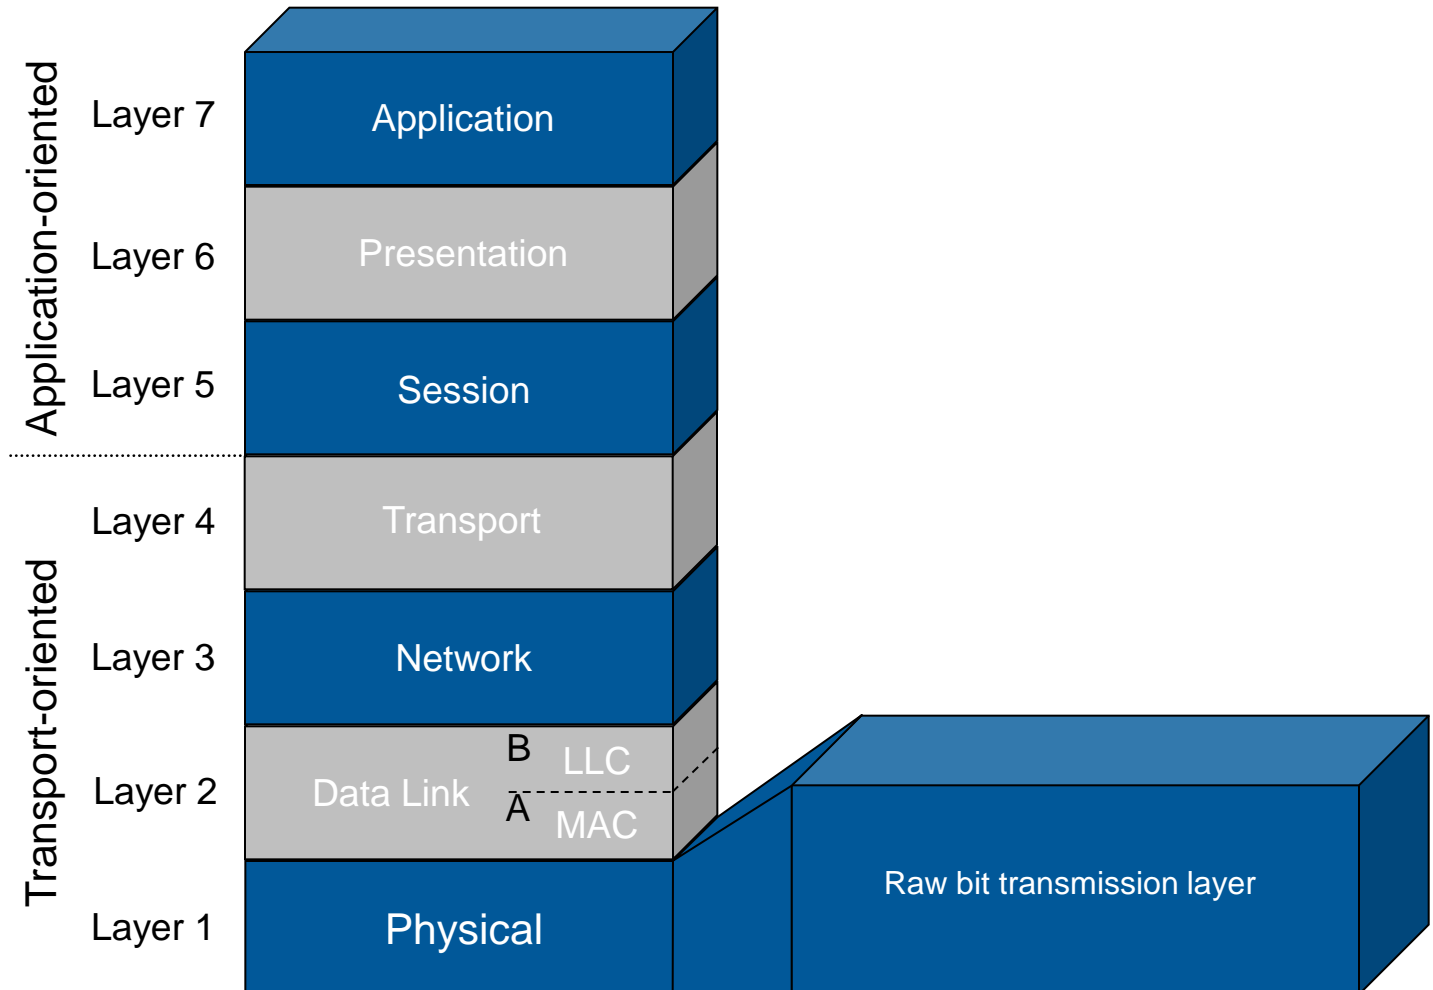 Application-oriented
Layer 7
Application
Layer 6
Presentation
Layer 5
Session
Transport-oriented
Layer 4
Transport
Layer 3
Network
Layer 2
Data Link
B
LLC
A
MAC
Layer 1
Physical
Raw bit transmission layer